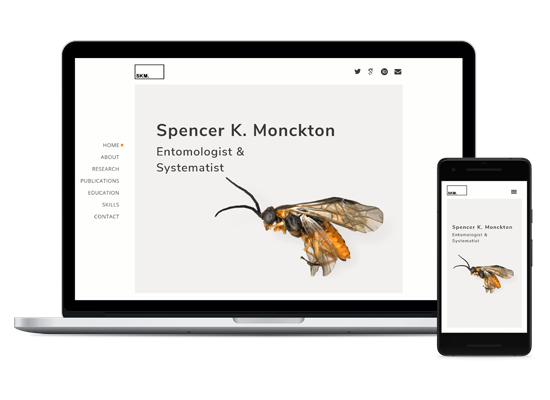 SKM.
HOME
ABOUT
RESEARCH
PUBLICATIONS
EDUCATION
SKILLS
CONTACT
Spencer K. Monckton
Entomologist &
Systematist
SKM.
Spencer K. Monckton
Entomologist &
Systematist